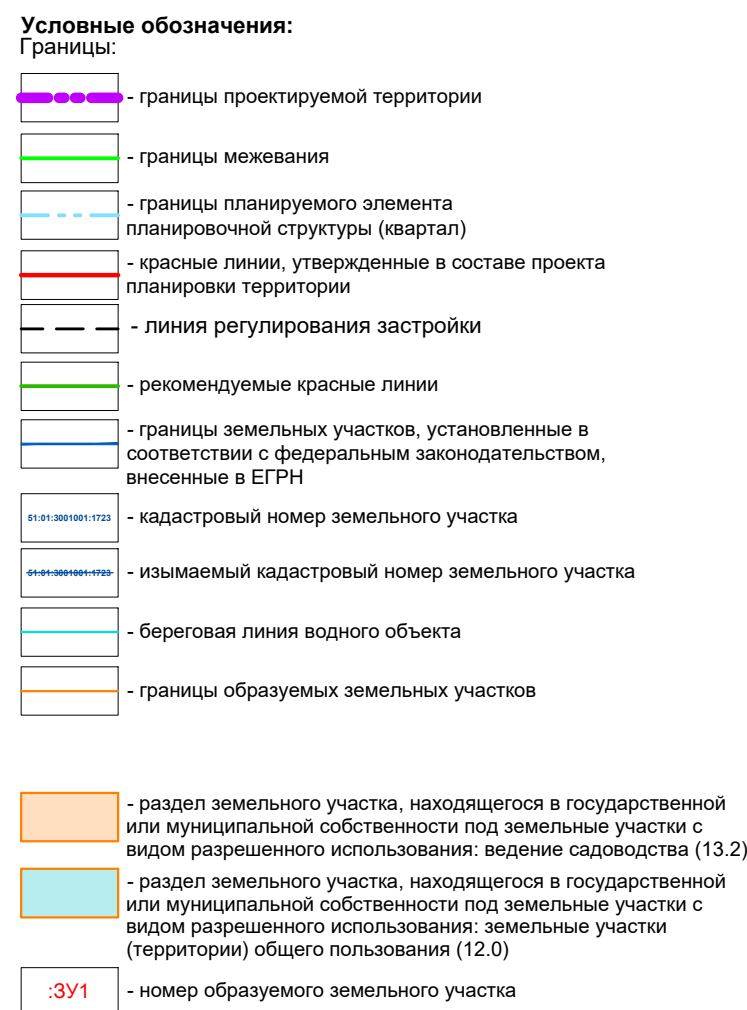 Условные обозначения:
Границы:
- границы проектируемой территории
- границы межевания
- границы планируемого элемента
планировочной структуры (квартал)
- красные линии, утвержденные в составе проекта
планировки территории
- линия регулирования застройки
- рекомендуемые красные линии
- границы земельных участков, установленные в
соответствии с федеральным законодательством,
внесенные в ЕГРН
51:01:3001001:1723 - кадастровый номер земельного участка
51:01:3001001:1723 - изымаемый кадастровый номер земельного участка
- береговая линия водного объекта
- границы образуемых земельных участков
- раздел земельного участка, находящегося в государственной
или муниципальной собственности под земельные участки с
видом разрешенного использования: ведение садоводства (13.2)
- раздел земельного участка, находящегося в государственной
или муниципальной собственности под земельные участки с
видом разрешенного использования: земельные участки
(территории) общего пользования (12.0)
:ЗУ1 - номер образуемого земельного участка